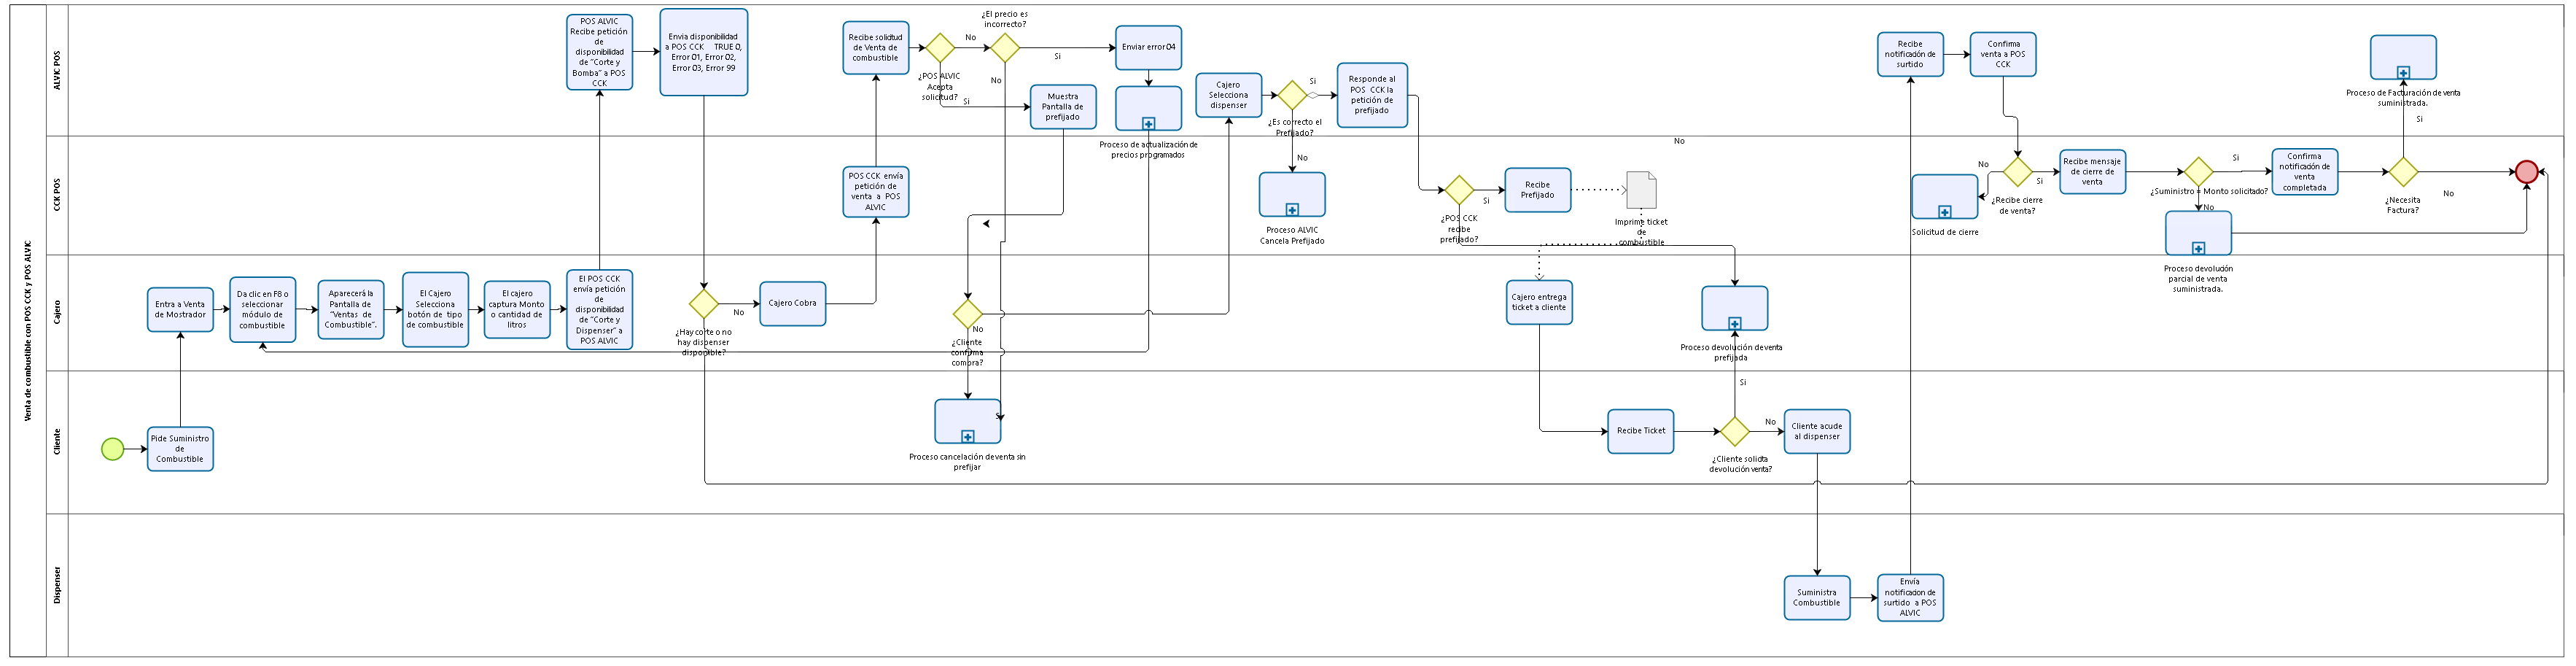 Venta de combustible con POS CCK y POS ALVIC
ALVIC POS
POS ALVIC
Recibe petición
de
disponibilidad
de “Corte y
Bomba” a POS
CCK
Envia disponibilidad
a POS CCK TRUE 0,
Error 01, Error 02,
Error 03, Error 99
Recibe solicitud
de Venta de
combustible
¿POS ALVIC
Acepta
solicitud?
No
Si
¿El precio es
incorrecto?
Si
No
Enviar error 04
Muestra
Pantalla de
prefijado
Proceso de actualización de
precios programados
Cajero
Selecciona
dispenser
¿Es correcto el
Prefijado?
Si
No
Responde al
POS CCK la
petición de
prefijado
No
Recibe
notificación de
surtido
Confirma
venta a POS
CCK
Proceso de Facturación de venta
suministrada.
Si
CCK POS
POS CCK envía
petición de
venta a POS
ALVIC
Proceso ALVIC
Cancela Prefijado
¿POS CCK
recibe
prefijado?
Si
Recibe
Prefijado
Imprime ticket
de
combustible
Solicitud de cierre
No
¿Recibe cierre
de venta?
Si
Recibe mensaje
de cierre de
venta
¿Suministro = Monto solicitado?
Si
No
Confirma
notificación de
venta
completada
¿Necesita
Factura?
No
Proceso devolución
parcial de venta
suministrada.
Cajero
Entra a Venta
de Mostrador
Da clic en F8 o
seleccionar
módulo de
combustible
Aparecerá la
Pantalla de
“Ventas de
Combustible”.
El Cajero
Selecciona
botón de tipo
de combustible
El cajero
captura Monto
o cantidad de
litros
El POS CCK
envía petición
de
disponibilidad
de “Corte y
Dispenser” a
POS ALVIC
¿Hay corte o no
hay dispenser
disponible?
No
Cajero Cobra
¿Cliente
confirma
compra?
No
Cajero entrega
ticket a cliente
Proceso devolución de venta
prefijada
Cliente
Pide Suministro
de
Combustible
Proceso cancelación de venta sin
prefijar
Recibe Ticket
¿Cliente solicita
devolución venta?
Si
No
Cliente acude
al dispenser
Dispenser
Suministra
Combustible
Envía
notificacion de
surtido a POS
ALVIC